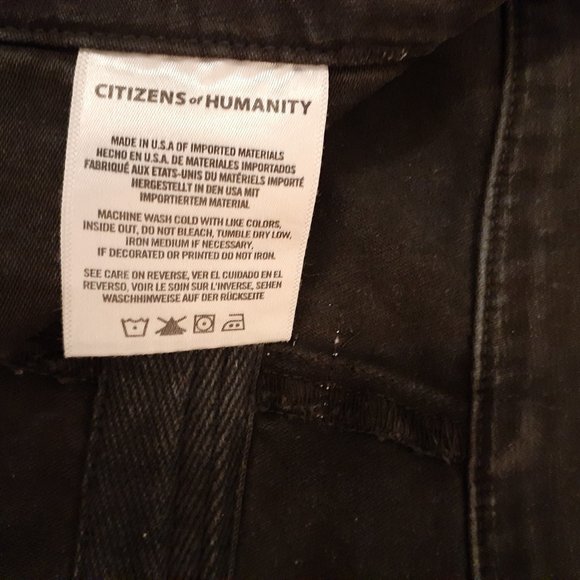 CITIZENS of HUMANITY
MADE IN U.S.A OF IMPORTED MATERIALS
HECHO EN U.S.A. DE MATERIALES IMPORTADOS
FABRIQUÉ AUX ETATS-UNIS DU MATÉRIELS IMPORTÉ
HERGESTELLT IN DEN USA MIT
IMPORTIERTEM MATERIAL
MACHINE WASH COLD WITH LIKE COLORS,
INSIDE OUT, DO NOT BLEACH, TUMBLE DRY LOW,
IRON MEDIUM IF NECESSARY,
IF DECORATED OR PRINTED DO NOT IRON.
SEE CARE ON REVERSE, VER EL CUIDADO EN EL
REVERSO, VOIR LE SOIN SUR L'INVERSE, SEHEN
WASCHHINWEISE AUF DER RÜCKSEITE